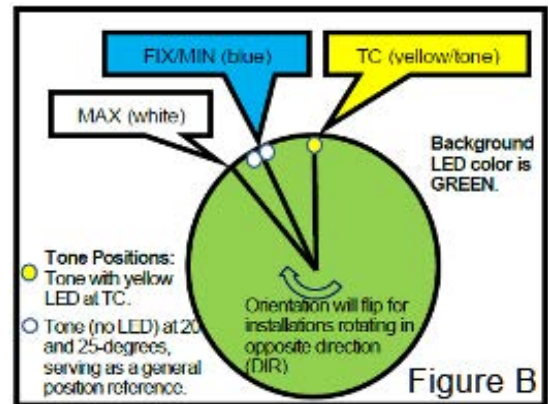 FIX/MIN (blue)
TC (yellow/tone)
MAX (white)
Background
LED color is
GREEN.
Tone Positions:
Tone with yellow
LED at TC.
Tone (no LED) at 20
and 25-degrees,
serving as a general
position reference.
Orientation will flip for
installations rotating in
opposite direction
(DIR)
Figure B